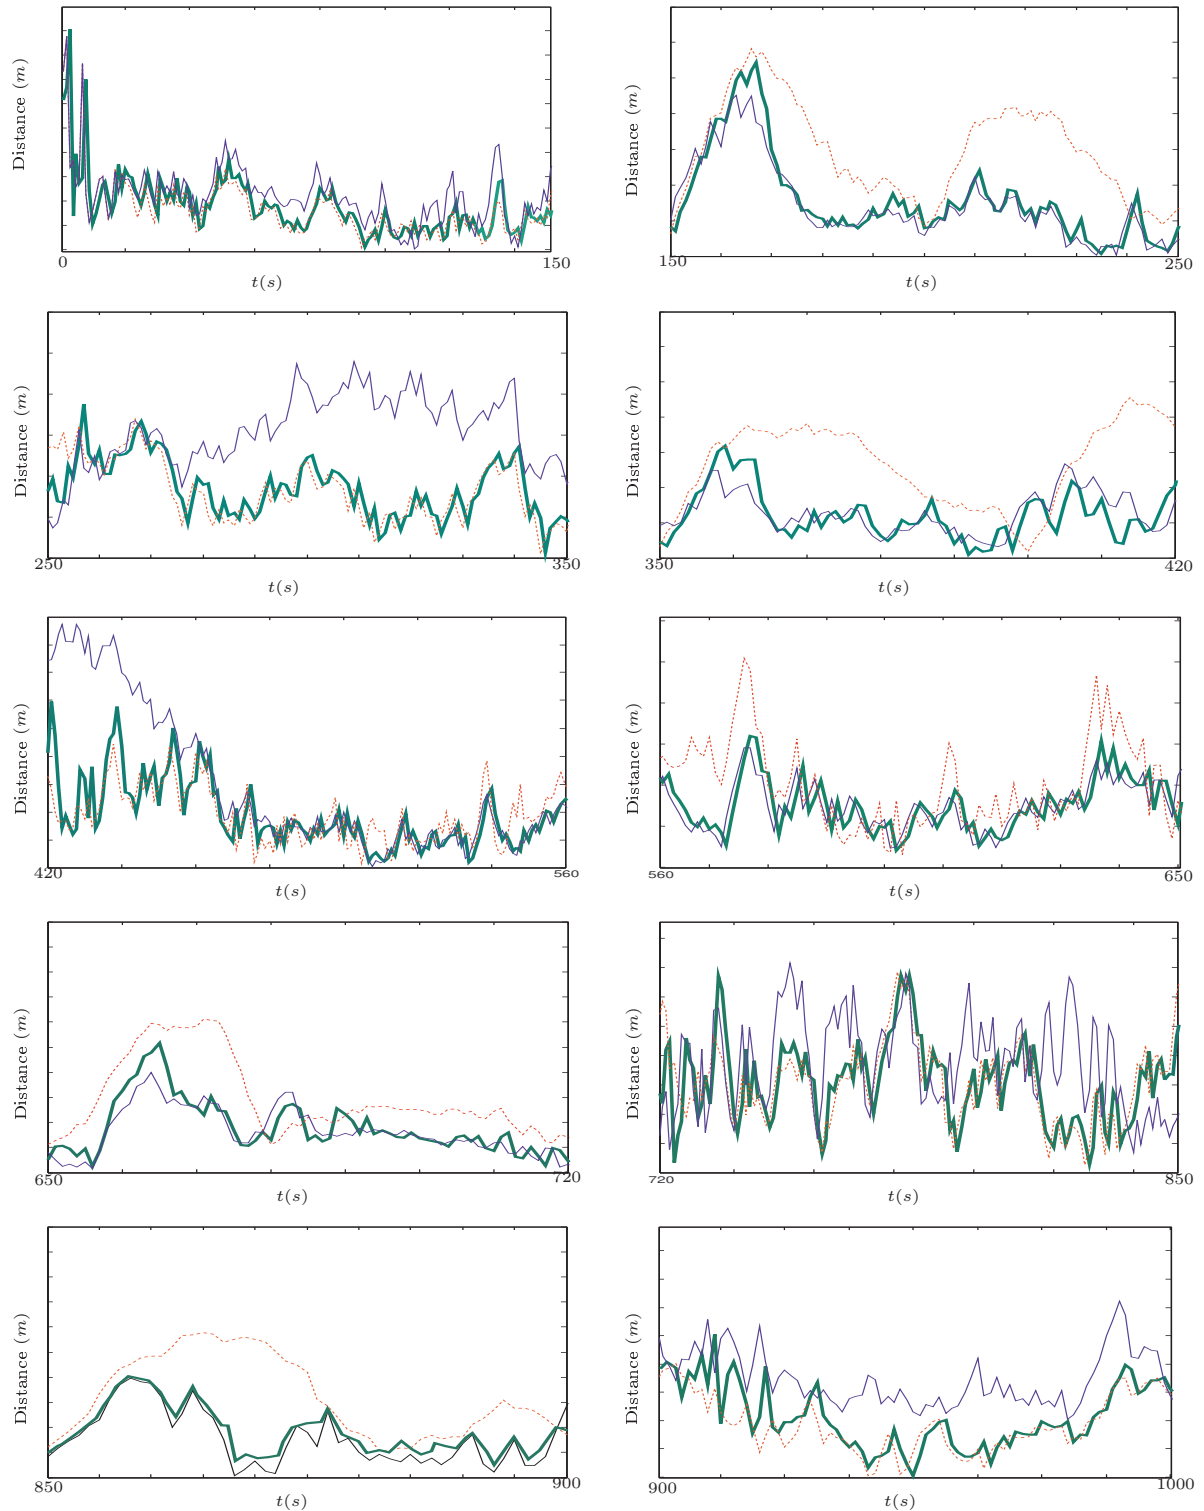 Distance (m)
0 150
t(s)
Distance (m)
150 250
t(s)
Distance (m)
250 350
t(s)
Distance (m)
350 420
t(s)
Distance (m)
420 560
t(s)
Distance (m)
560 650
t(s)
Distance (m)
650 720
t(s)
Distance (m)
720 850
t(s)
Distance (m)
850 900
t(s)
Distance (m)
900 1000
t(s)